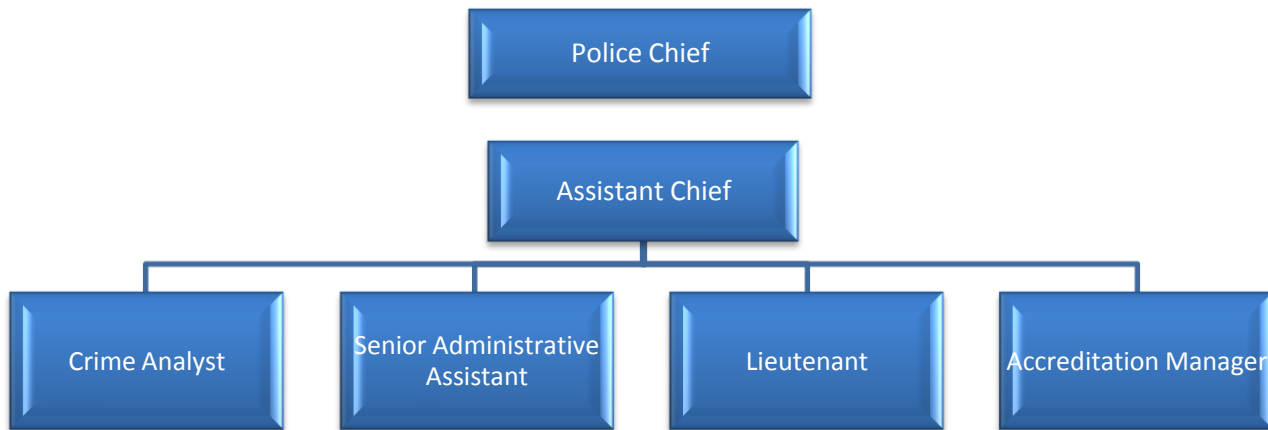 Police Chief
Assistant Chief
Crime Analyst
Senior Administrative
Assistant
Lieutenant
Accreditation Manager